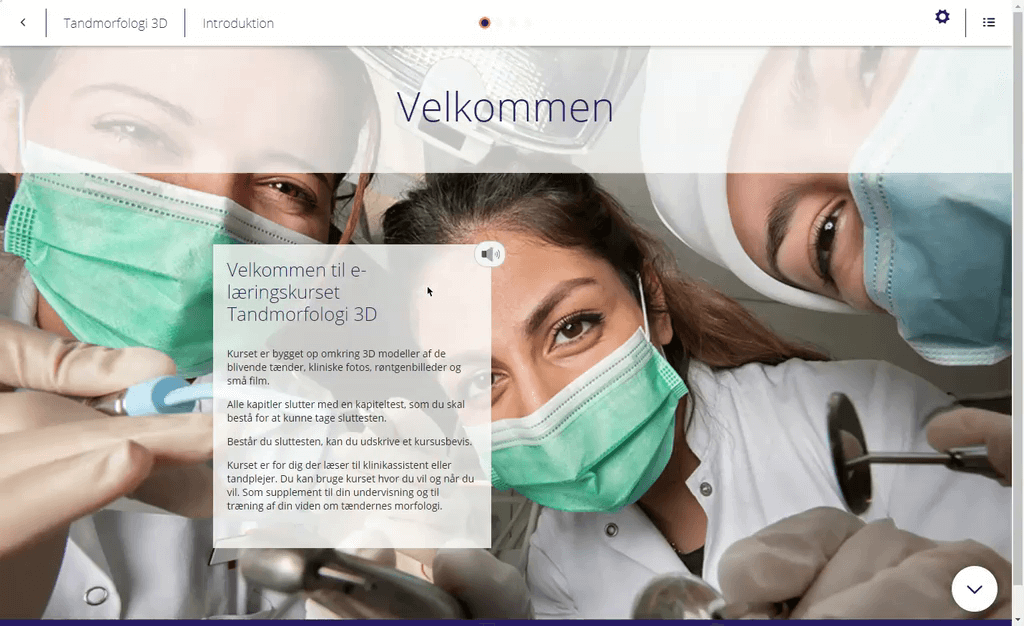 Tandmorfologi 3D
Introduktion
Velkommen
Velkommen til e-
læringskurset
Tandmorfologi 3D
Kurset er bygget op omkring 3D modeller af de
blivende tænder, kliniske fotos, røntgenbilleder og
små film.
Alle kapitler slutter med en kapiteltest, som du skal
bestå for at kunne tage sluttesten.
Består du sluttesten, kan du udskrive et kursusbevis.
Kurset er for dig der læser til klinikassistent eller
tandplejer. Du kan bruge kurset hvor du vil og når du
vil. Som supplement til din undervisning og til
træning af din viden om tændernes morfologi.